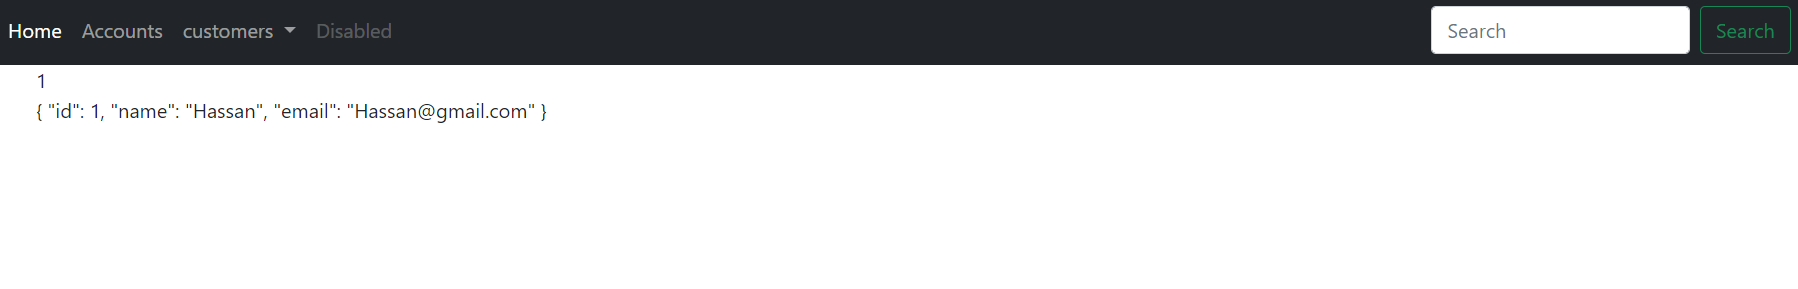 Home Accounts customers Disabled Search Search
1
{ "id": 1, "name": "Hassan", "email": "Hassan@gmail.com" }